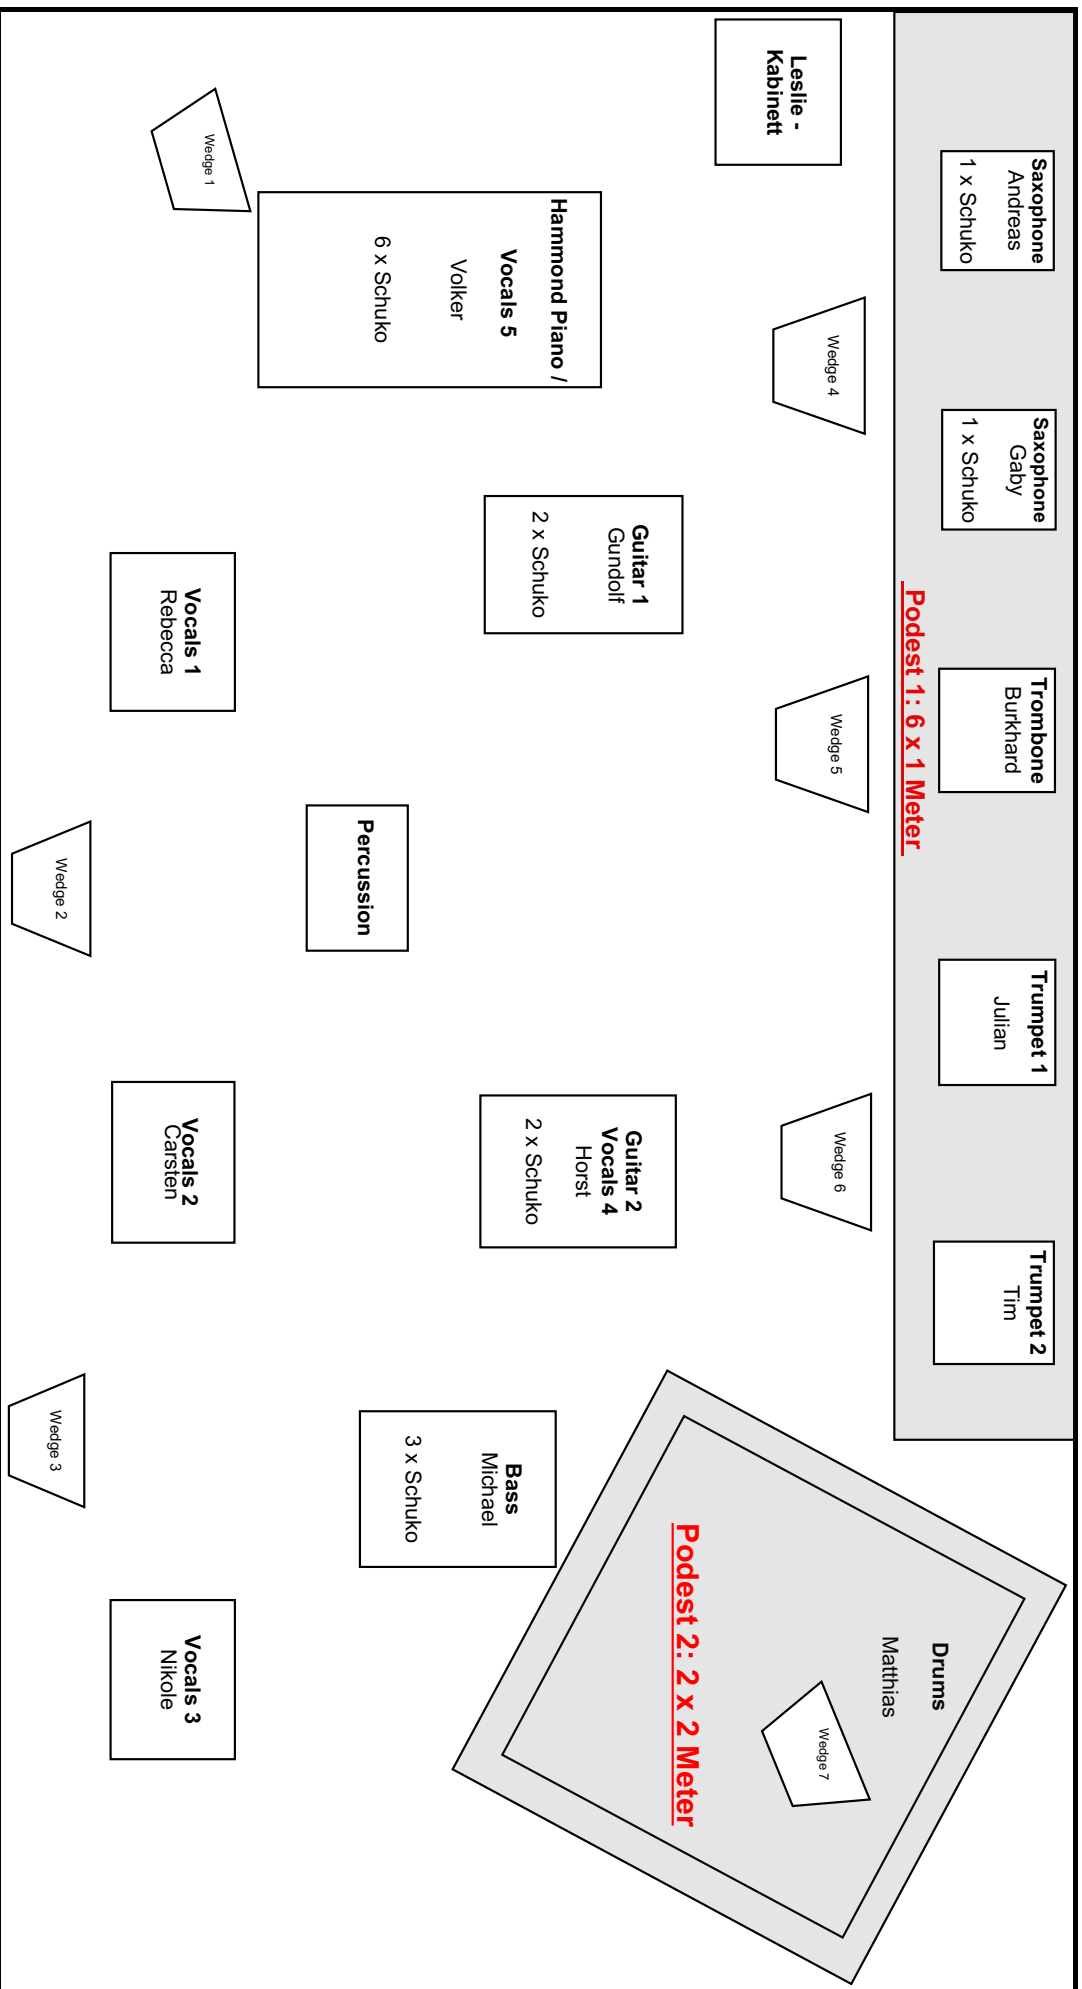 Saxophone
Andreas
1 x Schuko
Saxophone
Gaby
1 x Schuko
Trombone
Burkhard
Trumpet 1
Julian
Trumpet 2
Tim
Podest 1: 6 x 1 Meter
Leslie -
Kabinett
Wedge 4
Wedge 5
Wedge 6
Drums
Matthias
Wedge 7
Podest 2: 2 x 2 Meter
Hammond Piano /
Vocals 5
Volker
6 x Schuko
Guitar 1
Gundolf
2 x Schuko
Guitar 2
Vocals 4
Horst
2 x Schuko
Bass
Michael
3 x Schuko
Percussion
Wedge 1
Vocals 1
Rebecca
Vocals 2
Carsten
Vocals 3
Nikole
Wedge 2
Wedge 3